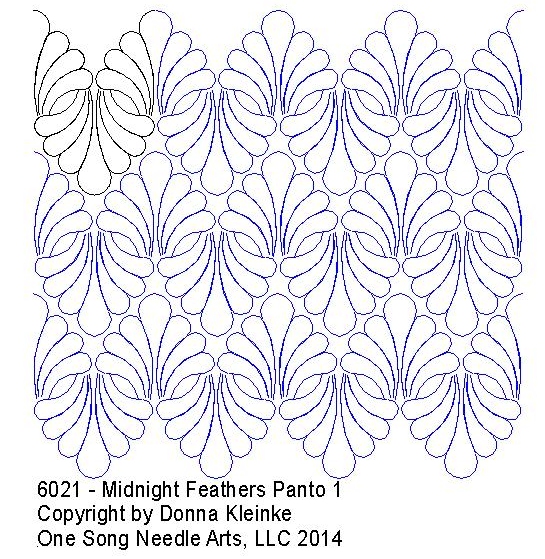 6021 - Midnight Feathers Panto 1
Copyright by Donna Kleinke
One Song Needle Arts, LLC 2014